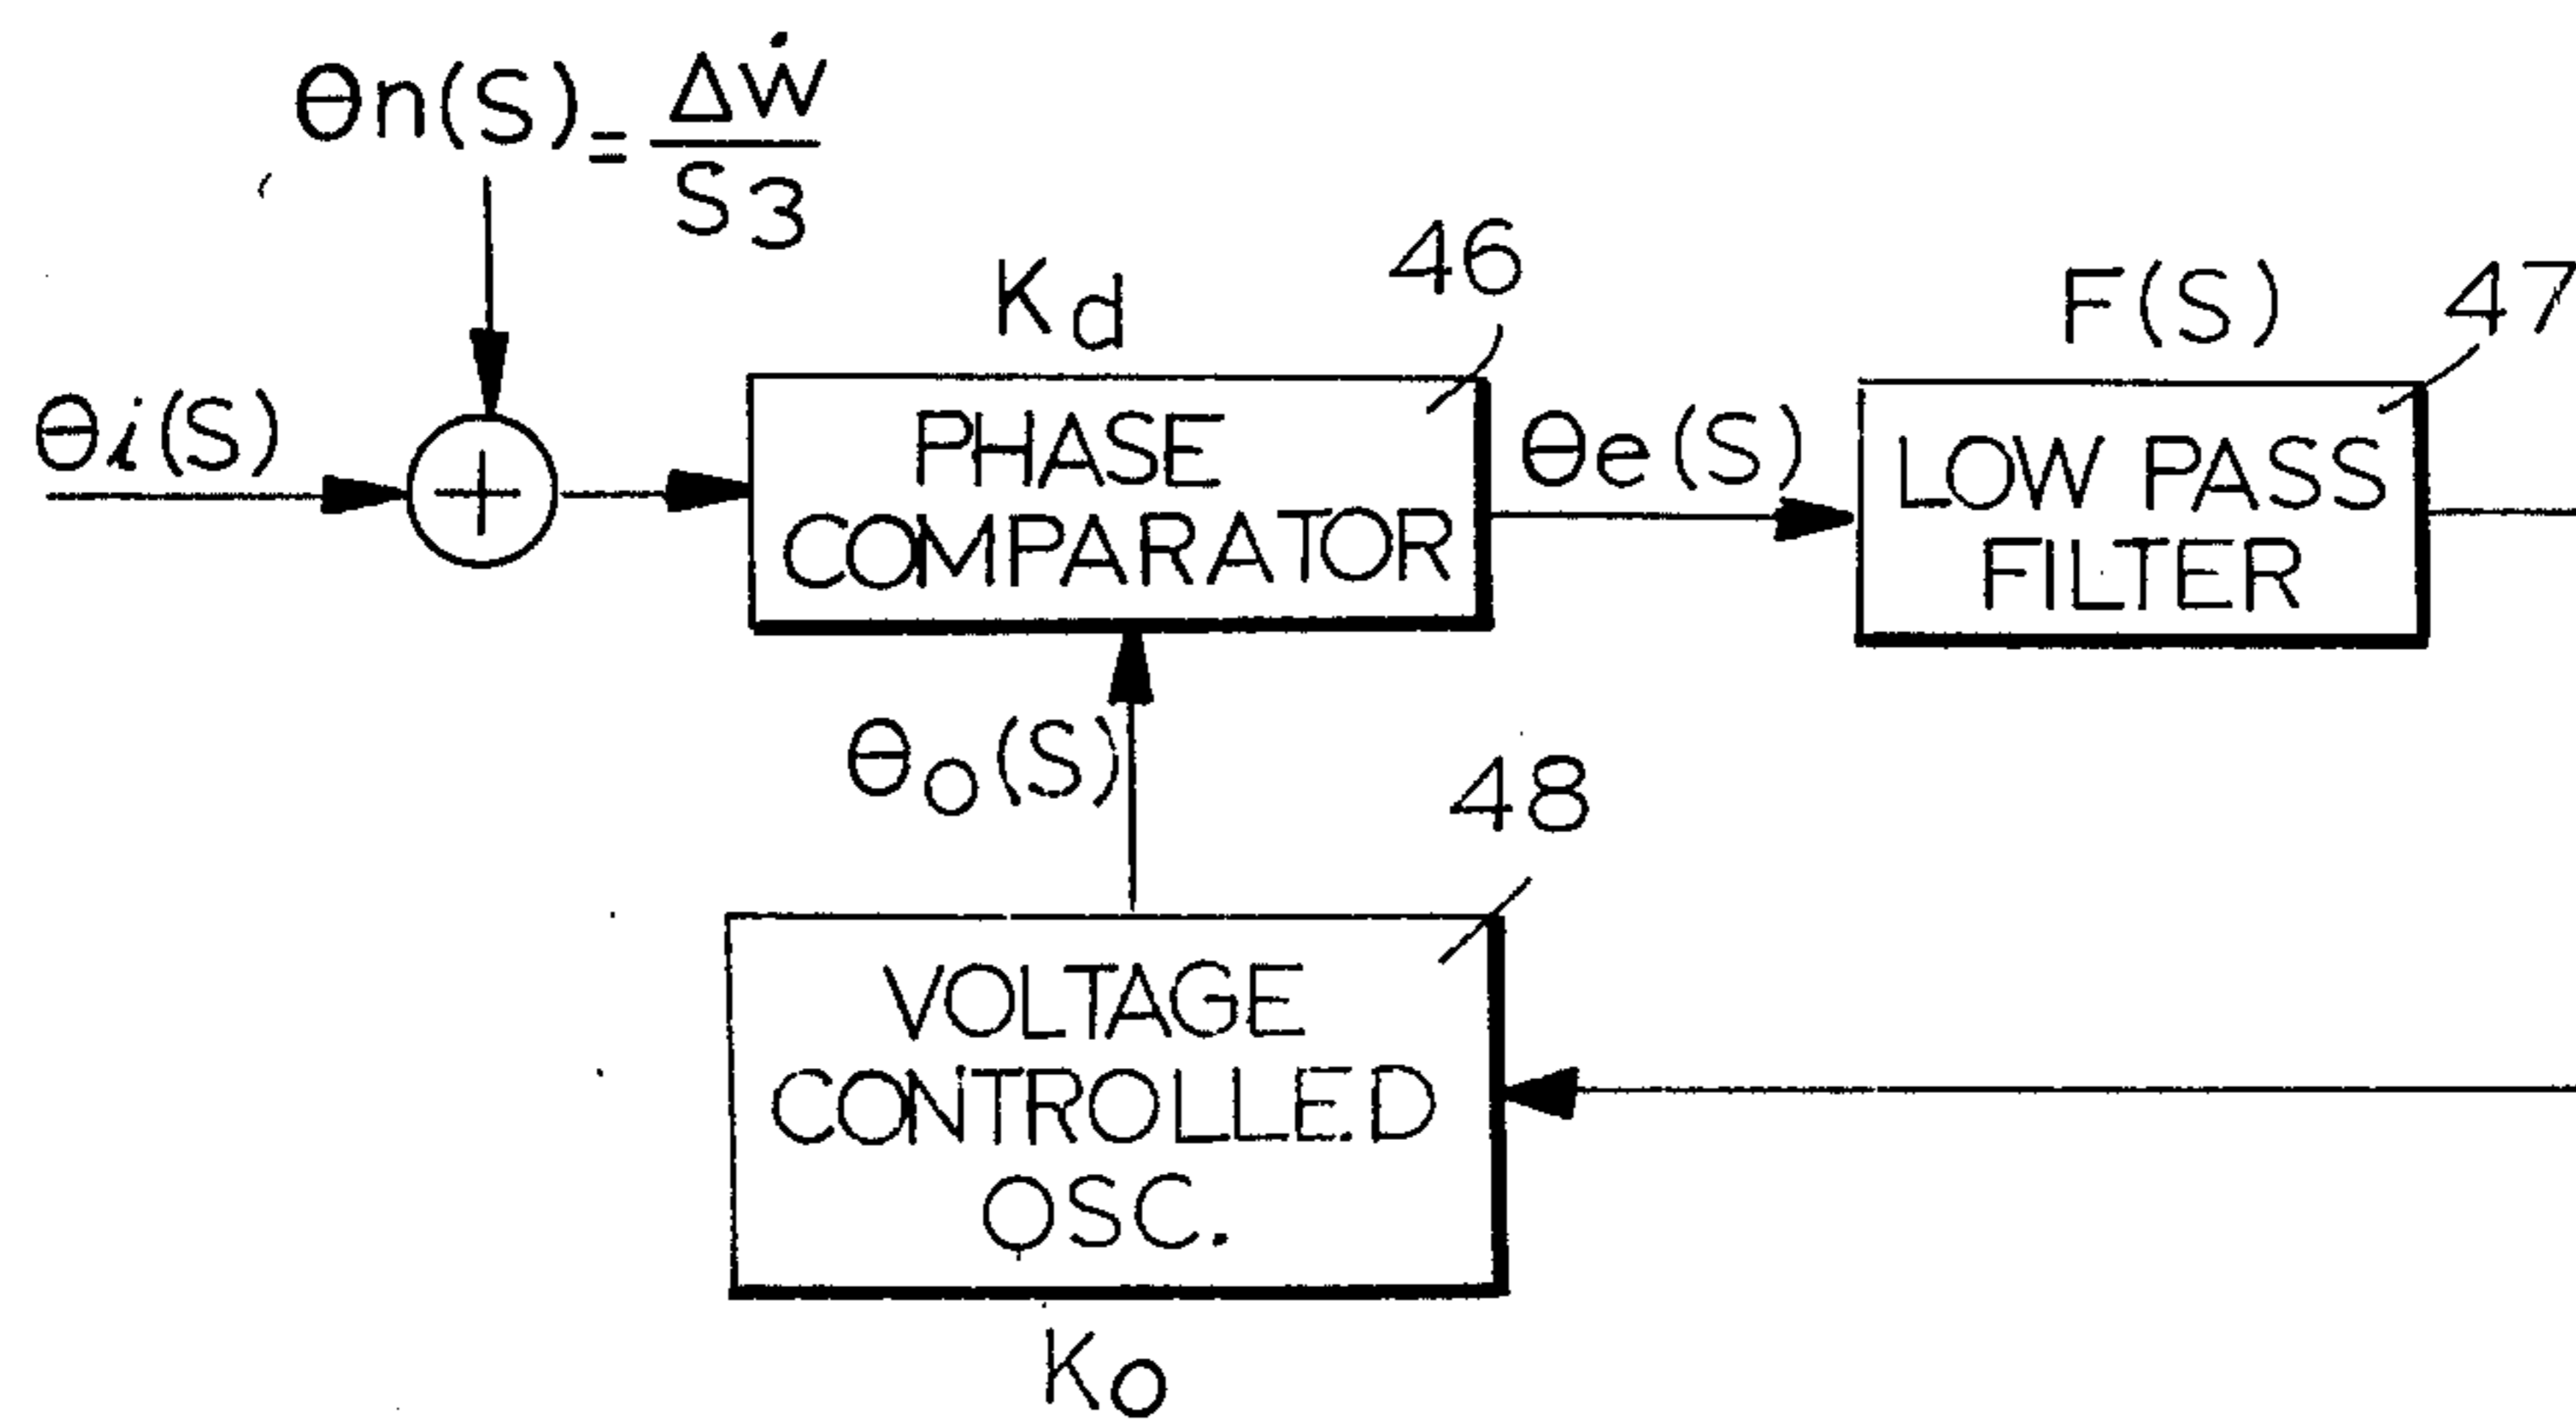 θn(S) = Δẇ / S3
Kd
46
F(S)
47
θi(S)
+
PHASE
COMPARATOR
θe(S)
LOW PASS
FILTER
θo(S)
48
VOLTAGE
CONTROLLED
OSC.
Ko